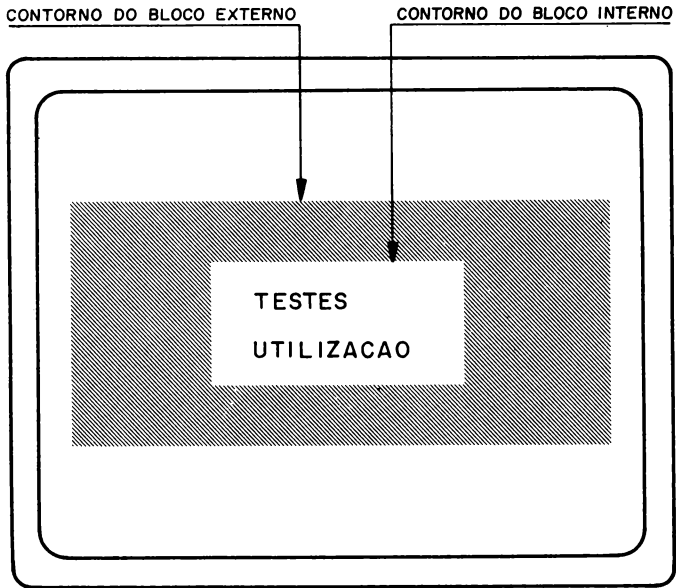 CONTORNO DO BLOCO EXTERNO
CONTORNO DO BLOCO INTERNO
TESTES
UTILIZACAO